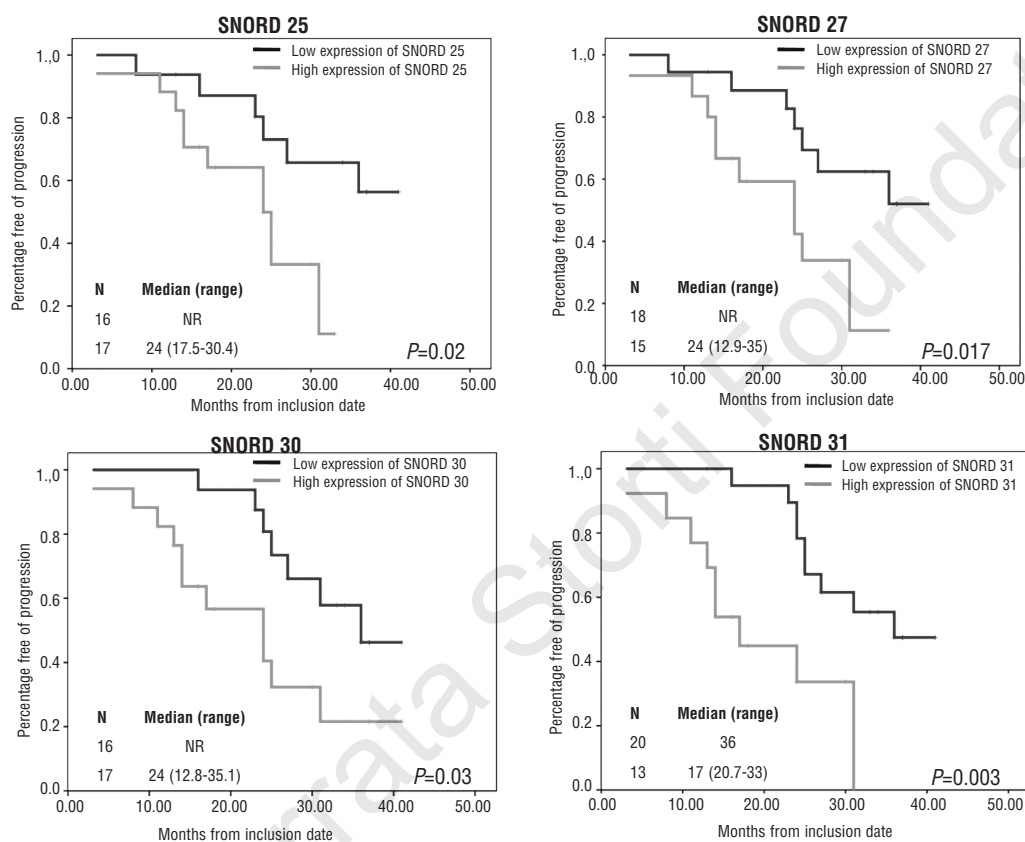 SNORD 25
Low expression of SNORD 25
High expression of SNORD 25
1.,0
0.8
0.6
0.4
0.2
0.0
Percentage free of progression
N Median (range)
16 NR
17 24 (17.5-30.4)
P=0.02
0.00 10.00 20.00 30.00 40.00 50.00
Months from inclusion date
SNORD 27
Low expression of SNORD 27
High expression of SNORD 27
1.,0
0.8
0.6
0.4
0.2
0.0
Percentage free of progression
N Median (range)
18 NR
15 24 (12.9-35)
P=0.017
0.00 10.00 20.00 30.00 40.00 50.00
Months from inclusion date
SNORD 30
Low expression of SNORD 30
High expression of SNORD 30
1.,0
0.8
0.6
0.4
0.2
0.0
Percentage free of progression
N Median (range)
16 NR
17 24 (12.8-35.1)
P=0.03
0.00 10.00 20.00 30.00 40.00 50.00
Months from inclusion date
SNORD 31
Low expression of SNORD 31
High expression of SNORD 31
1.,0
0.8
0.6
0.4
0.2
0.0
Percentage free of progression
N Median (range)
20 36
13 17 (20.7-33)
P=0.003
0.00 10.00 20.00 30.00 40.00 50.00
Months from inclusion date
Storti